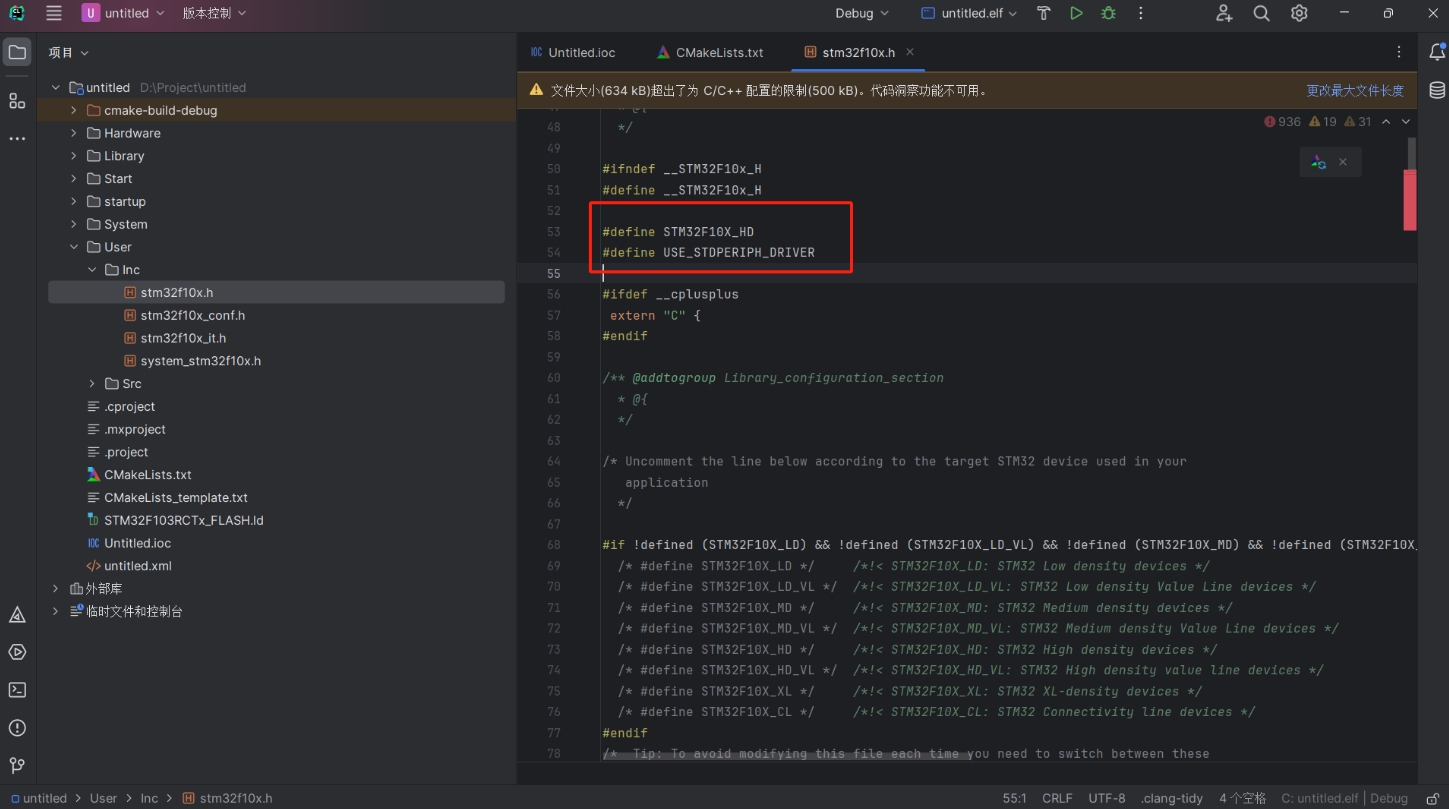 U untitled 版本控制 Debug untitled.elf
项目
untitled D:\Project\untitled
cmake-build-debug
Hardware
Library
Start
startup
System
User
Inc
stm32f10x.h
stm32f10x_conf.h
stm32f10x_it.h
system_stm32f10x.h
Src
.cproject
.mxproject
.project
CMakeLists.txt
CMakeLists_template.txt
STM32F103RCTx_FLASH.ld
IOC Untitled.ioc
untitled.xml
外部库
临时文件和控制台
IOC Untitled.ioc CMakeLists.txt stm32f10x.h
文件大小(634 kB)超出了为 C/C++ 配置的限制(500 kB)。代码洞察功能不可用。 更改最大文件长度
936 19 31
47 * @{
48 */
49
50 #ifndef __STM32F10x_H
51 #define __STM32F10x_H
52
53 #define STM32F10X_HD
54 #define USE_STDPERIPH_DRIVER
55
56 #ifdef __cplusplus
57 extern "C" {
58 #endif
59
60 /** @addtogroup Library_configuration_section
61 * @{
62 */
63
64 /* Uncomment the line below according to the target STM32 device used in your
65 application
66 */
67
68 #if !defined (STM32F10X_LD) && !defined (STM32F10X_LD_VL) && !defined (STM32F10X_MD) && !defined (STM32F10X_
69 /* #define STM32F10X_LD */ /*!< STM32F10X_LD: STM32 Low density devices */
70 /* #define STM32F10X_LD_VL */ /*!< STM32F10X_LD_VL: STM32 Low density Value Line devices */
71 /* #define STM32F10X_MD */ /*!< STM32F10X_MD: STM32 Medium density devices */
72 /* #define STM32F10X_MD_VL */ /*!< STM32F10X_MD_VL: STM32 Medium density Value Line devices */
73 /* #define STM32F10X_HD */ /*!< STM32F10X_HD: STM32 High density devices */
74 /* #define STM32F10X_HD_VL */ /*!< STM32F10X_HD_VL: STM32 High density value line devices */
75 /* #define STM32F10X_XL */ /*!< STM32F10X_XL: STM32 XL-density devices */
76 /* #define STM32F10X_CL */ /*!< STM32F10X_CL: STM32 Connectivity line devices */
77 #endif
78 /* Tip: To avoid modifying this file each time you need to switch between these
untitled > User > Inc > stm32f10x.h 55:1 CRLF UTF-8 .clang-tidy 4 个空格 C: untitled.elf | Debug